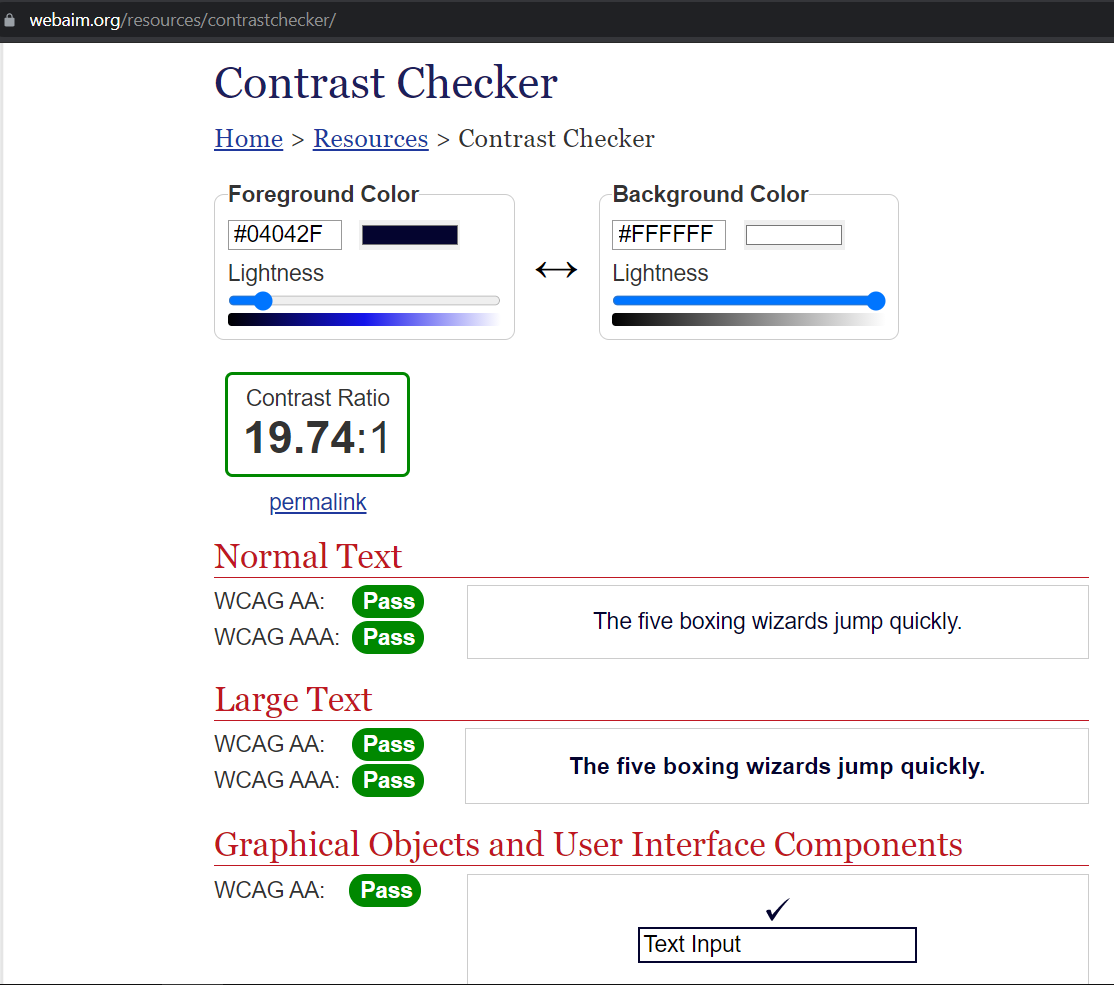 webaim.org/resources/contrastchecker/
Contrast Checker
Home > Resources > Contrast Checker
Foreground Color
#04042F
Lightness
Background Color
#FFFFFF
Lightness
Contrast Ratio
19.74:1
permalink
Normal Text
WCAG AA: Pass
WCAG AAA: Pass
The five boxing wizards jump quickly.
Large Text
WCAG AA: Pass
WCAG AAA: Pass
The five boxing wizards jump quickly.
Graphical Objects and User Interface Components
WCAG AA: Pass
Text Input